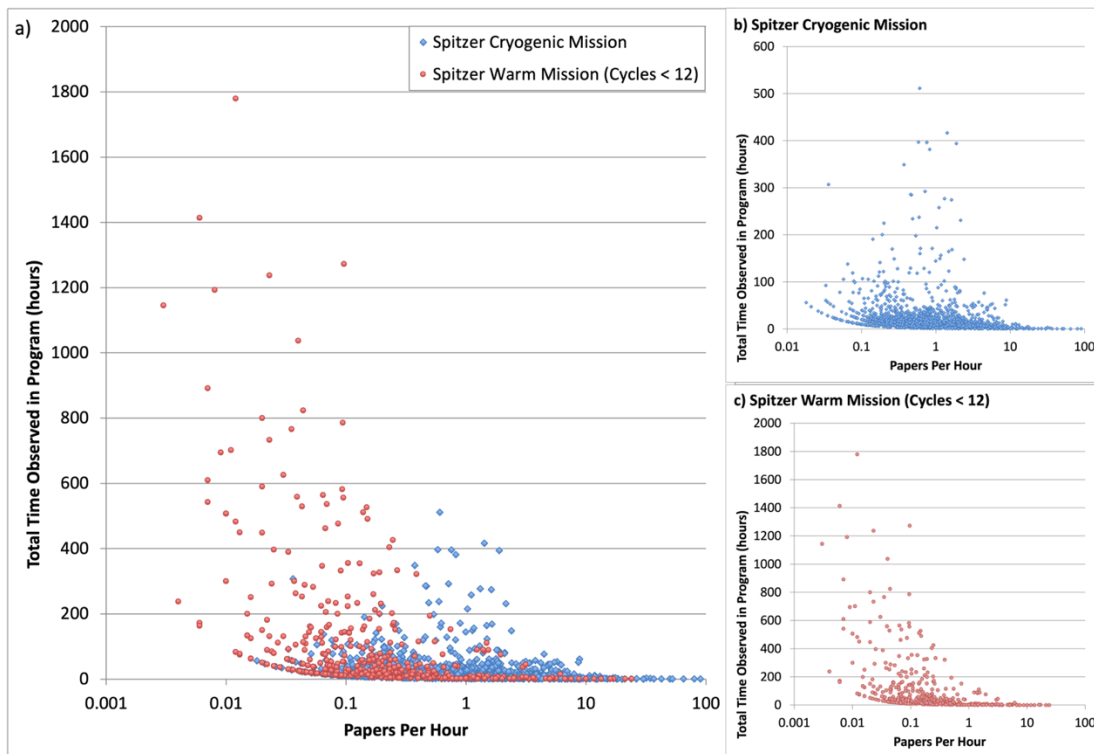 a)
2000
1800
1600
1400
1200
1000
800
600
400
200
0
Total Time Observed in Program (hours)
Spitzer Cryogenic Mission
Spitzer Warm Mission (Cycles < 12)
0.001 0.01 0.1 1 10 100
Papers Per Hour
b) Spitzer Cryogenic Mission
600
500
400
300
200
100
0
Total Time Observed in Program (hours)
0.01 0.1 1 10 100
Papers Per Hour
c) Spitzer Warm Mission (Cycles < 12)
2000
1800
1600
1400
1200
1000
800
600
400
200
0
Total Time Observed in Program (hours)
0.001 0.01 0.1 1 10 100
Papers Per Hour